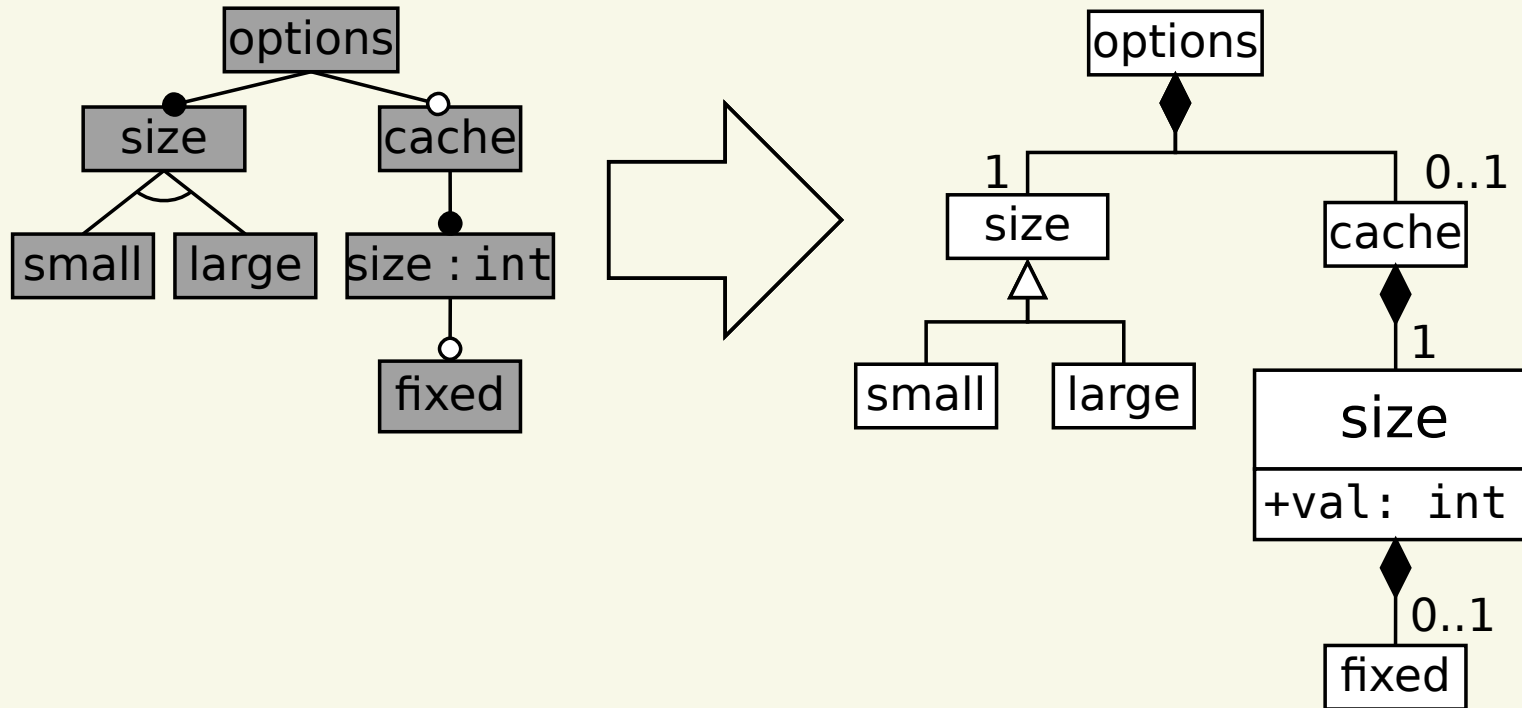 options
size
cache
small
large
size : int
fixed
options
1
0..1
size
cache
1
small
large
size
+val: int
0..1
fixed